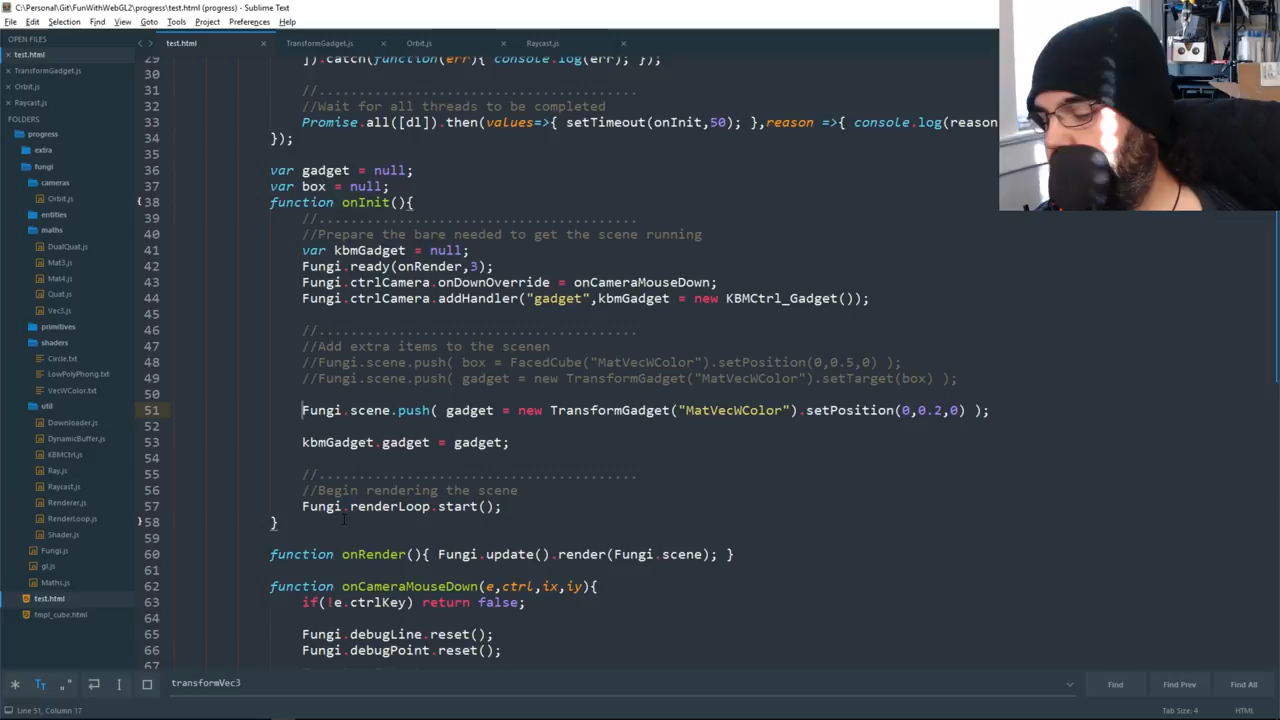 C:\Personal\Git\FunWithWebGL2\progress\test.html (progress) - Sublime Text
File Edit Selection Find View Goto Tools Project Preferences Help
OPEN FILES
test.html
TransformGadget.js
Orbit.js
Raycast.js
FOLDERS
progress
extra
fungi
cameras
Orbit.js
entities
maths
DualQuat.js
Mat3.js
Mat4.js
Quat.js
Vec3.js
primitives
shaders
Circle.txt
LowPolyPhong.txt
VecWColor.txt
util
Downloader.js
DynamicBuffer.js
KBMCtrl.js
Ray.js
Raycast.js
Renderer.js
RenderLoop.js
Shader.js
Fungi.js
gl.js
Maths.js
test.html
tmpl_cube.html
test.html TransformGadget.js Orbit.js Raycast.js
29 ]).catch(function(err){ console.log(err); });
30
31 //.......................................
32 //Wait for all threads to be completed
33 Promise.all([dl]).then(values=>{ setTimeout(onInit,50); },reason =>{ console.log(reason
34 });
35
36 var gadget = null;
37 var box = null;
38 function onInit(){
39 //.......................................
40 //Prepare the bare needed to get the scene running
41 var kbmGadget = null;
42 Fungi.ready(onRender,3);
43 Fungi.ctrlCamera.onDownOverride = onCameraMouseDown;
44 Fungi.ctrlCamera.addHandler("gadget",kbmGadget = new KBMCtrl_Gadget());
45
46 //.......................................
47 //Add extra items to the scenen
48 //Fungi.scene.push( box = FacedCube("MatVecWColor").setPosition(0,0.5,0) );
49 //Fungi.scene.push( gadget = new TransformGadget("MatVecWColor").setTarget(box) );
50
51 Fungi.scene.push( gadget = new TransformGadget("MatVecWColor").setPosition(0,0.2,0) );
52
53 kbmGadget.gadget = gadget;
54
55 //.......................................
56 //Begin rendering the scene
57 Fungi.renderLoop.start();
58 }
59
60 function onRender(){ Fungi.update().render(Fungi.scene); }
61
62 function onCameraMouseDown(e,ctrl,ix,iy){
63 if(!e.ctrlKey) return false;
64
65 Fungi.debugLine.reset();
66 Fungi.debugPoint.reset();
67
transformVec3
Find Find Prev Find All
Line 51, Column 17 Tab Size: 4 HTML